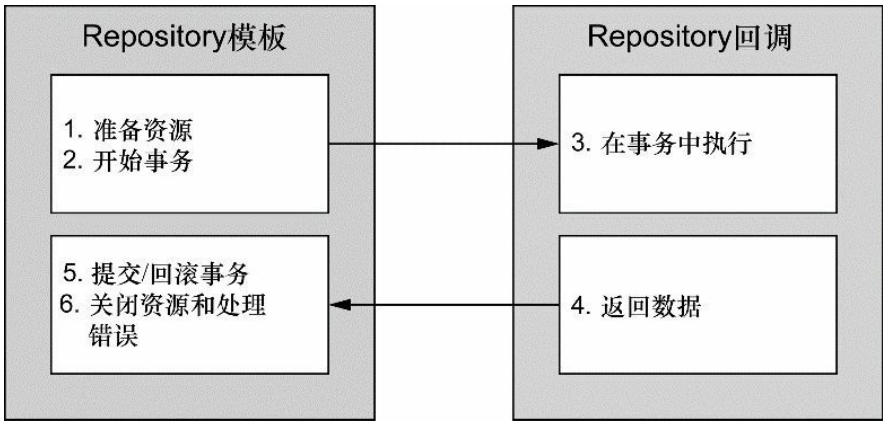 Repository模板
1. 准备资源
2. 开始事务
5. 提交/回滚事务
6. 关闭资源和处理
错误
Repository回调
3. 在事务中执行
4. 返回数据